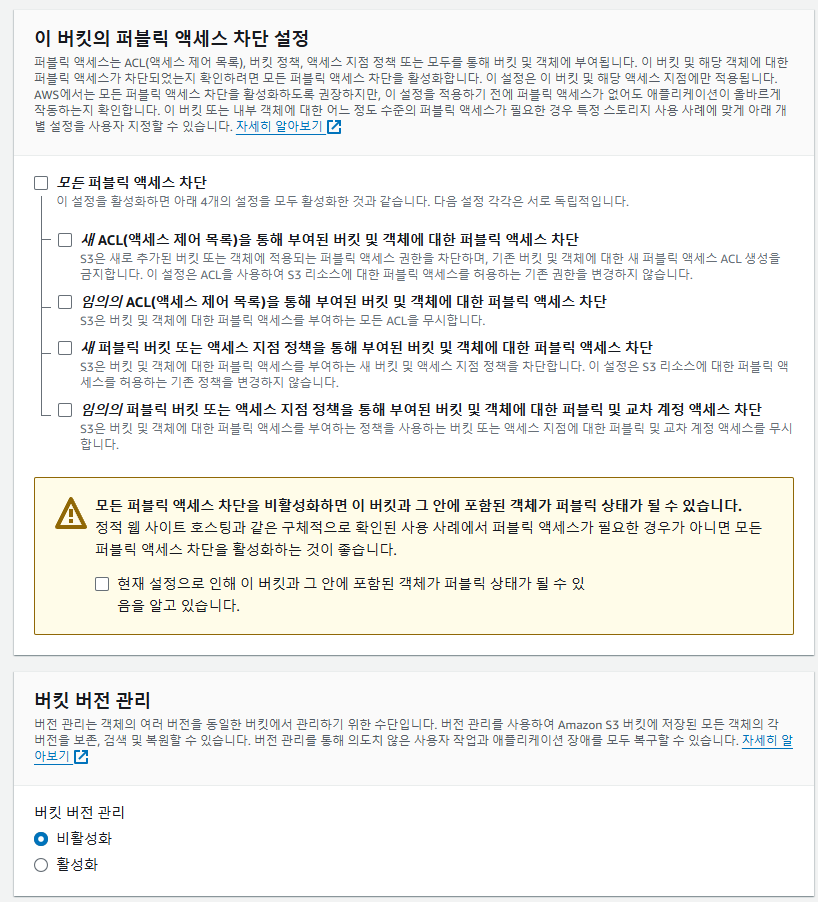 이 버킷의 퍼블릭 액세스 차단 설정
퍼블릭 액세스는 ACL(액세스 제어 목록), 버킷 정책, 액세스 지점 정책 또는 모두를 통해 버킷 및 객체에 부여됩니다. 이 버킷 및 해당 객체에 대한
퍼블릭 액세스가 차단되었는지 확인하려면 모든 퍼블릭 액세스 차단을 활성화합니다. 이 설정은 이 버킷 및 해당 액세스 지점에만 적용됩니다.
AWS에서는 모든 퍼블릭 액세스 차단을 활성화하도록 권장하지만, 이 설정을 적용하기 전에 퍼블릭 액세스가 없어도 애플리케이션이 올바르게
작동하는지 확인합니다. 이 버킷 또는 내부 객체에 대한 어느 정도 수준의 퍼블릭 액세스가 필요한 경우 특정 스토리지 사용 사례에 맞게 아래 개
별 설정을 사용자 지정할 수 있습니다. 자세히 알아보기
모든 퍼블릭 액세스 차단
이 설정을 활성화하면 아래 4개의 설정을 모두 활성화한 것과 같습니다. 다음 설정 각각은 서로 독립적입니다.
새 ACL(액세스 제어 목록)을 통해 부여된 버킷 및 객체에 대한 퍼블릭 액세스 차단
S3은 새로 추가된 버킷 또는 객체에 적용되는 퍼블릭 액세스 권한을 차단하며, 기존 버킷 및 객체에 대한 새 퍼블릭 액세스 ACL 생성을
금지합니다. 이 설정은 ACL을 사용하여 S3 리소스에 대한 퍼블릭 액세스를 허용하는 기존 권한을 변경하지 않습니다.
임의의 ACL(액세스 제어 목록)을 통해 부여된 버킷 및 객체에 대한 퍼블릭 액세스 차단
S3은 버킷 및 객체에 대한 퍼블릭 액세스를 부여하는 모든 ACL을 무시합니다.
새 퍼블릭 버킷 또는 액세스 지점 정책을 통해 부여된 버킷 및 객체에 대한 퍼블릭 액세스 차단
S3은 버킷 및 객체에 대한 퍼블릭 액세스를 부여하는 새 버킷 및 액세스 지점 정책을 차단합니다. 이 설정은 S3 리소스에 대한 퍼블릭 액
세스를 허용하는 기존 정책을 변경하지 않습니다.
임의의 퍼블릭 버킷 또는 액세스 지점 정책을 통해 부여된 버킷 및 객체에 대한 퍼블릭 및 교차 계정 액세스 차단
S3은 버킷 및 객체에 대한 퍼블릭 액세스를 부여하는 정책을 사용하는 버킷 또는 액세스 지점에 대한 퍼블릭 및 교차 계정 액세스를 무시
합니다.
모든 퍼블릭 액세스 차단을 비활성화하면 이 버킷과 그 안에 포함된 객체가 퍼블릭 상태가 될 수 있습니다.
정적 웹 사이트 호스팅과 같은 구체적으로 확인된 사용 사례에서 퍼블릭 액세스가 필요한 경우가 아니면 모든
퍼블릭 액세스 차단을 활성화하는 것이 좋습니다.
현재 설정으로 인해 이 버킷과 그 안에 포함된 객체가 퍼블릭 상태가 될 수 있
음을 알고 있습니다.
버킷 버전 관리
버전 관리는 객체의 여러 버전을 동일한 버킷에서 관리하기 위한 수단입니다. 버전 관리를 사용하여 Amazon S3 버킷에 저장된 모든 객체의 각
버전을 보존, 검색 및 복원할 수 있습니다. 버전 관리를 통해 의도치 않은 사용자 작업과 애플리케이션 장애를 모두 복구할 수 있습니다. 자세히 알
아보기
버킷 버전 관리
비활성화
활성화